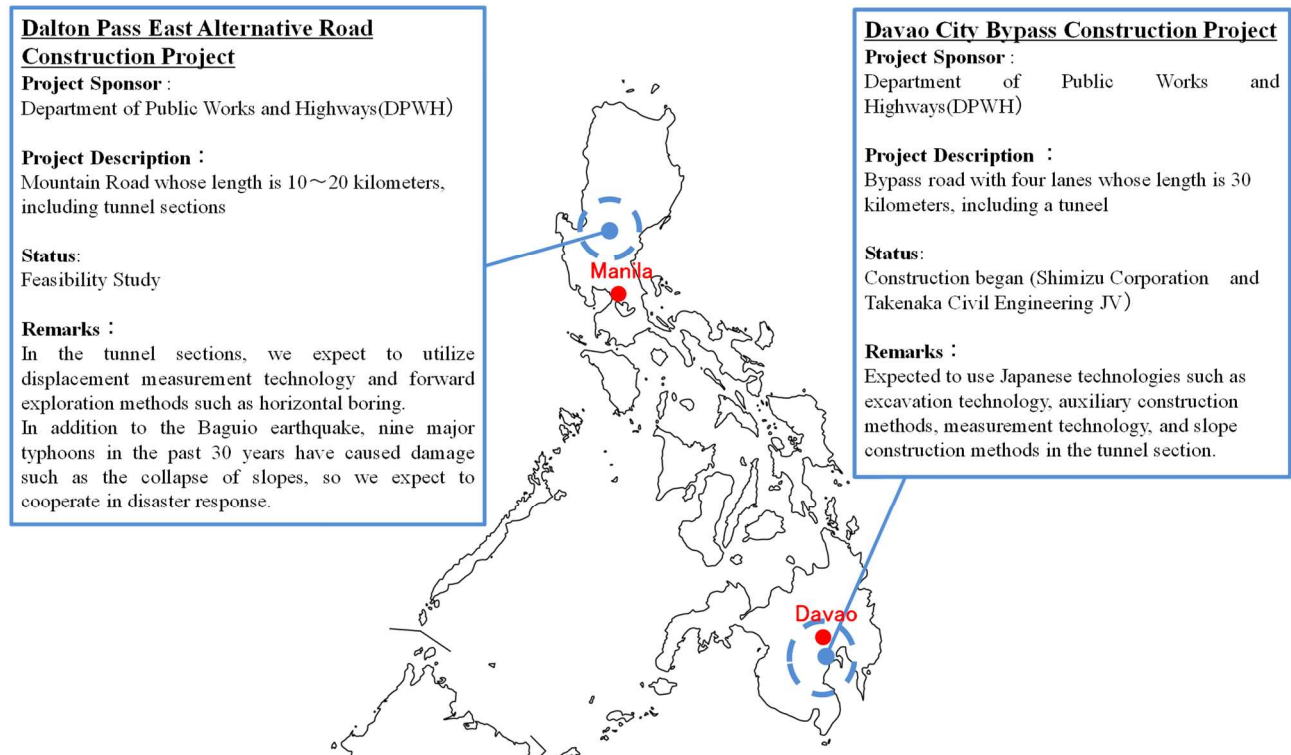 Dalton Pass East Alternative Road
Construction Project
Project Sponsor :
Department of Public Works and Highways(DPWH)
Project Description :
Mountain Road whose length is 10～20 kilometers,
including tunnel sections
Status:
Feasibility Study
Remarks :
In the tunnel sections, we expect to utilize
displacement measurement technology and forward
exploration methods such as horizontal boring.
In addition to the Baguio earthquake, nine major
typhoons in the past 30 years have caused damage
such as the collapse of slopes, so we expect to
cooperate in disaster response.
Davao City Bypass Construction Project
Project Sponsor :
Department of Public Works and
Highways(DPWH)
Project Description :
Bypass road with four lanes whose length is 30
kilometers, including a tuneel
Status:
Construction began (Shimizu Corporation and
Takenaka Civil Engineering JV)
Remarks :
Expected to use Japanese technologies such as
excavation technology, auxiliary construction
methods, measurement technology, and slope
construction methods in the tunnel section.
Manila
Davao